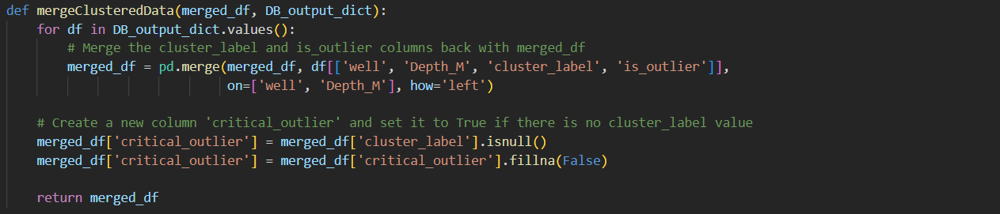 def mergeClusteredData(merged_df, DB_output_dict):
    for df in DB_output_dict.values():
        # Merge the cluster_label and is_outlier columns back with merged_df
        merged_df = pd.merge(merged_df, df[['well', 'Depth_M', 'cluster_label', 'is_outlier']],
                             on=['well', 'Depth_M'], how='left')

    # Create a new column 'critical_outlier' and set it to True if there is no cluster_label value
    merged_df['critical_outlier'] = merged_df['cluster_label'].isnull()
    merged_df['critical_outlier'] = merged_df['critical_outlier'].fillna(False)

    return merged_df